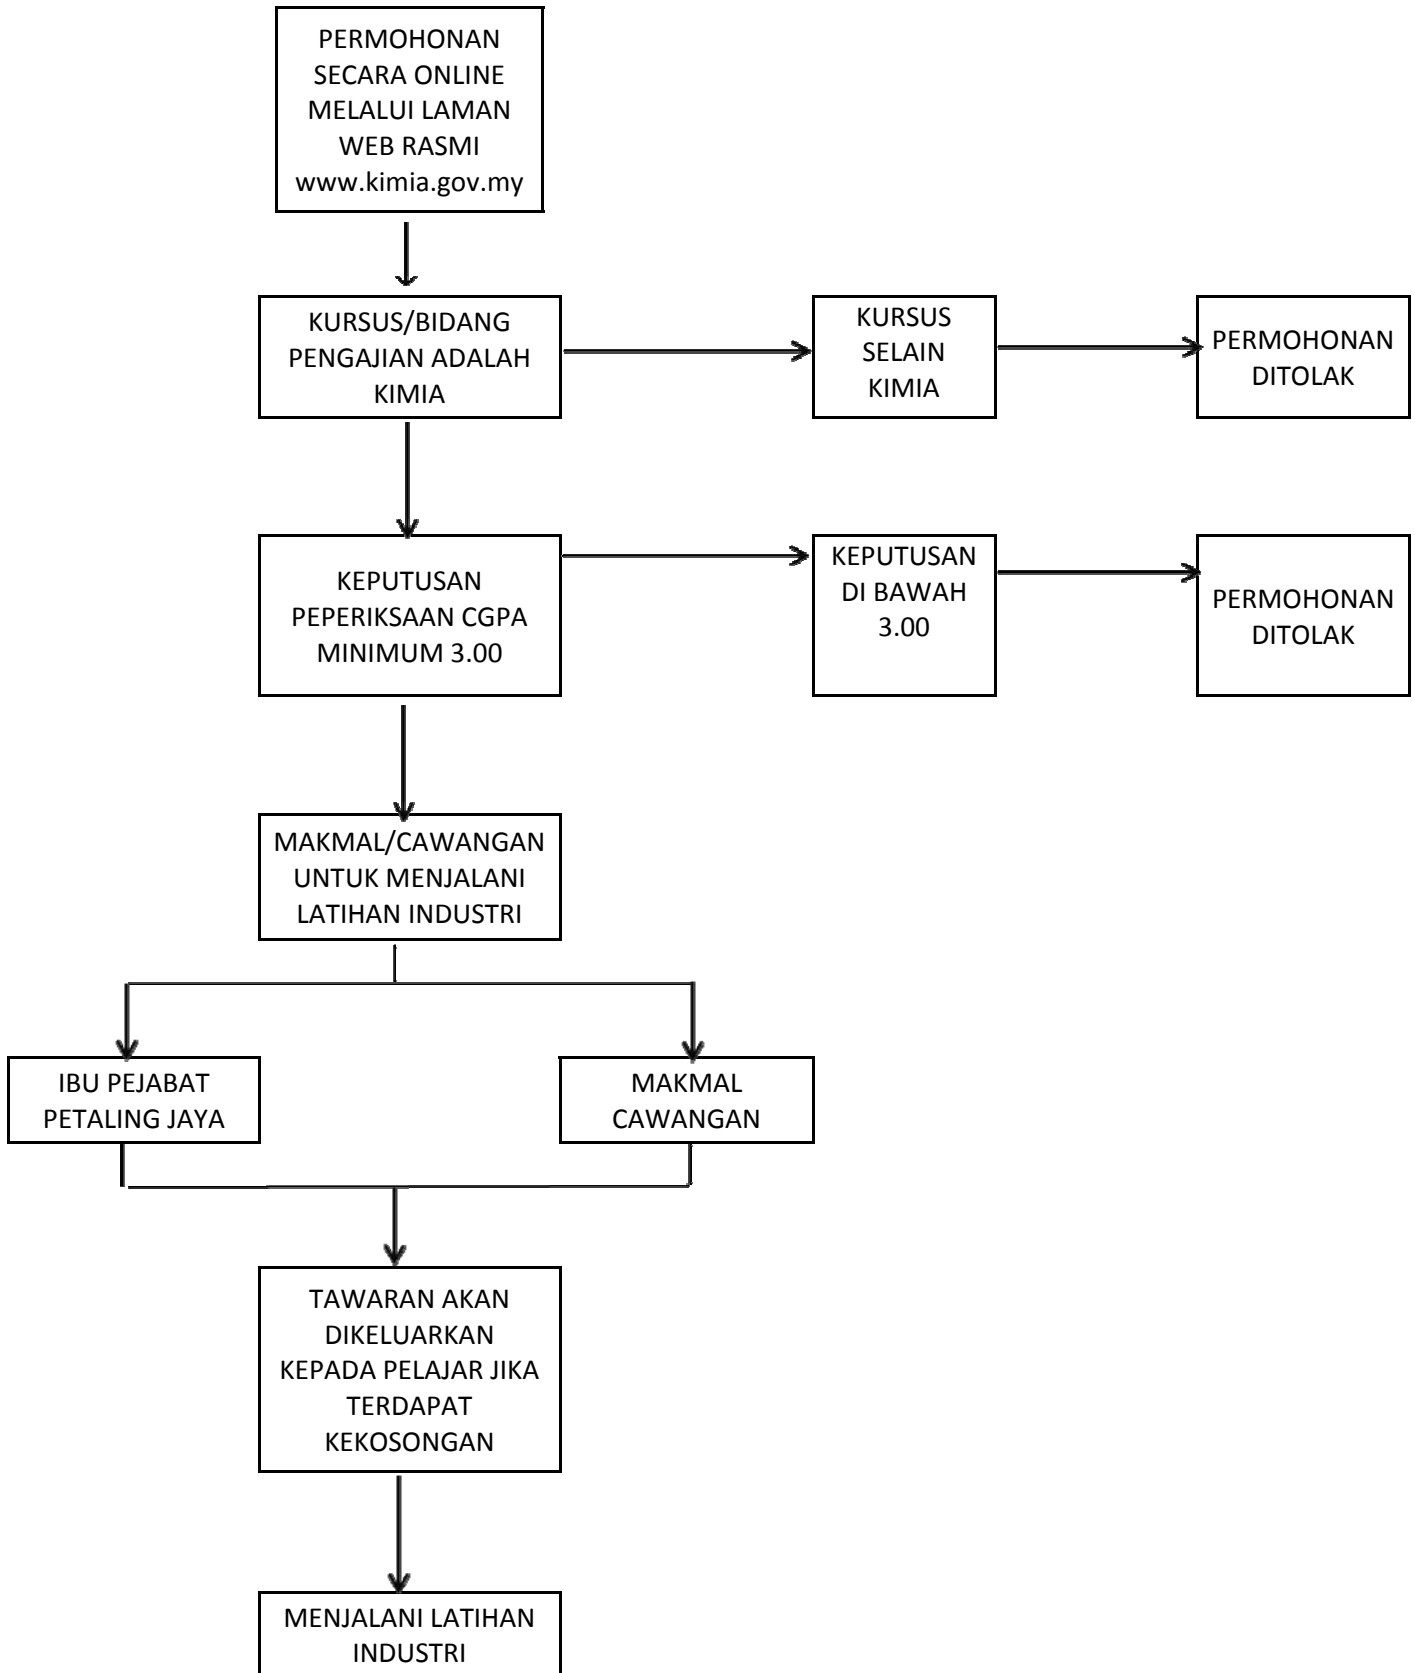 PERMOHONAN
SECARA ONLINE
MELALUI LAMAN
WEB RASMI
www.kimia.gov.my
KURSUS/BIDANG
PENGAJIAN ADALAH
KIMIA
KURSUS
SELAIN
KIMIA
PERMOHONAN
DITOLAK
KEPUTUSAN
PEPERIKSAAN CGPA
MINIMUM 3.00
KEPUTUSAN
DI BAWAH
3.00
PERMOHONAN
DITOLAK
MAKMAL/CAWANGAN
UNTUK MENJALANI
LATIHAN INDUSTRI
IBU PEJABAT
PETALING JAYA
MAKMAL
CAWANGAN
TAWARAN AKAN
DIKELUARKAN
KEPADA PELAJAR JIKA
TERDAPAT
KEKOSONGAN
MENJALANI LATIHAN
INDUSTRI